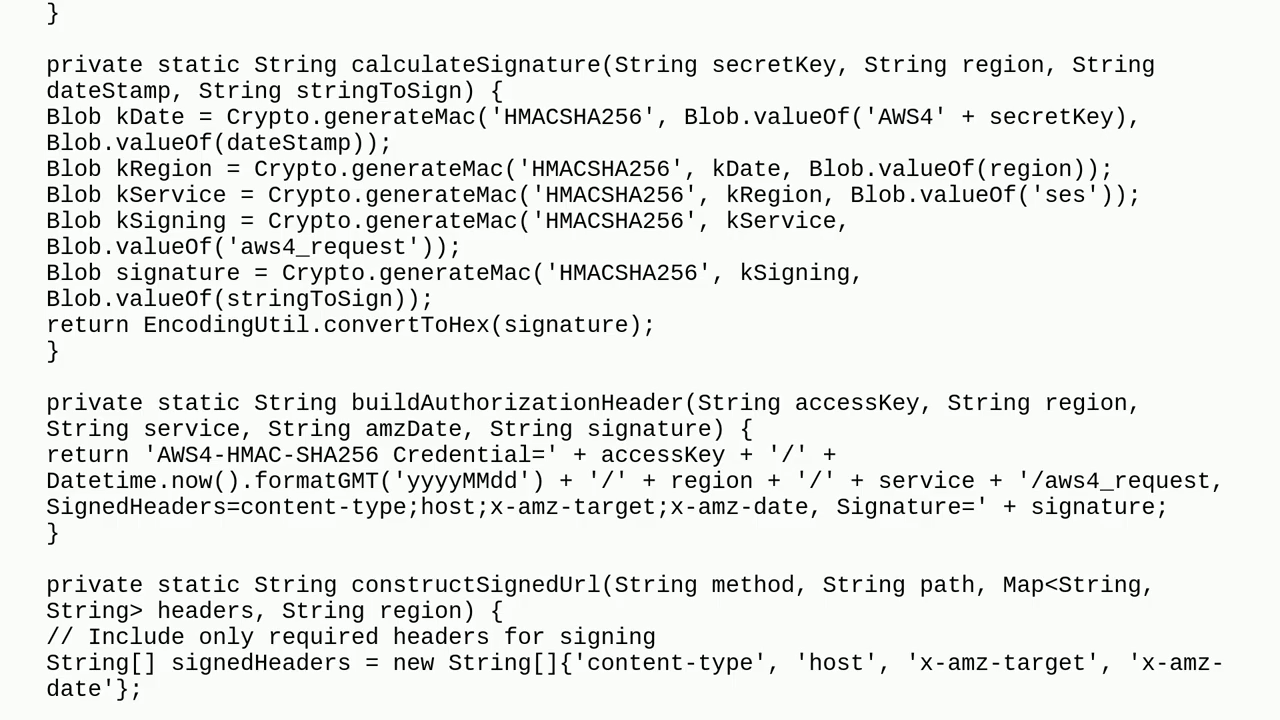 }
private static String calculateSignature(String secretKey, String region, String
dateStamp, String stringToSign) {
Blob kDate = Crypto.generateMac('HMACSHA256', Blob.valueOf('AWS4' + secretKey),
Blob.valueOf(dateStamp));
Blob kRegion = Crypto.generateMac('HMACSHA256', kDate, Blob.valueOf(region));
Blob kService = Crypto.generateMac('HMACSHA256', kRegion, Blob.valueOf('ses'));
Blob kSigning = Crypto.generateMac('HMACSHA256', kService,
Blob.valueOf('aws4_request'));
Blob signature = Crypto.generateMac('HMACSHA256', kSigning,
Blob.valueOf(stringToSign));
return EncodingUtil.convertToHex(signature);
}
private static String buildAuthorizationHeader(String accessKey, String region,
String service, String amzDate, String signature) {
return 'AWS4-HMAC-SHA256 Credential=' + accessKey + '/' +
Datetime.now().formatGMT('yyyyMMdd') + '/' + region + '/' + service + '/aws4_request,
SignedHeaders=content-type;host;x-amz-target;x-amz-date, Signature=' + signature;
}
private static String constructSignedUrl(String method, String path, Map<String,
String> headers, String region) {
// Include only required headers for signing
String[] signedHeaders = new String[]{'content-type', 'host', 'x-amz-target', 'x-amz-
date'};